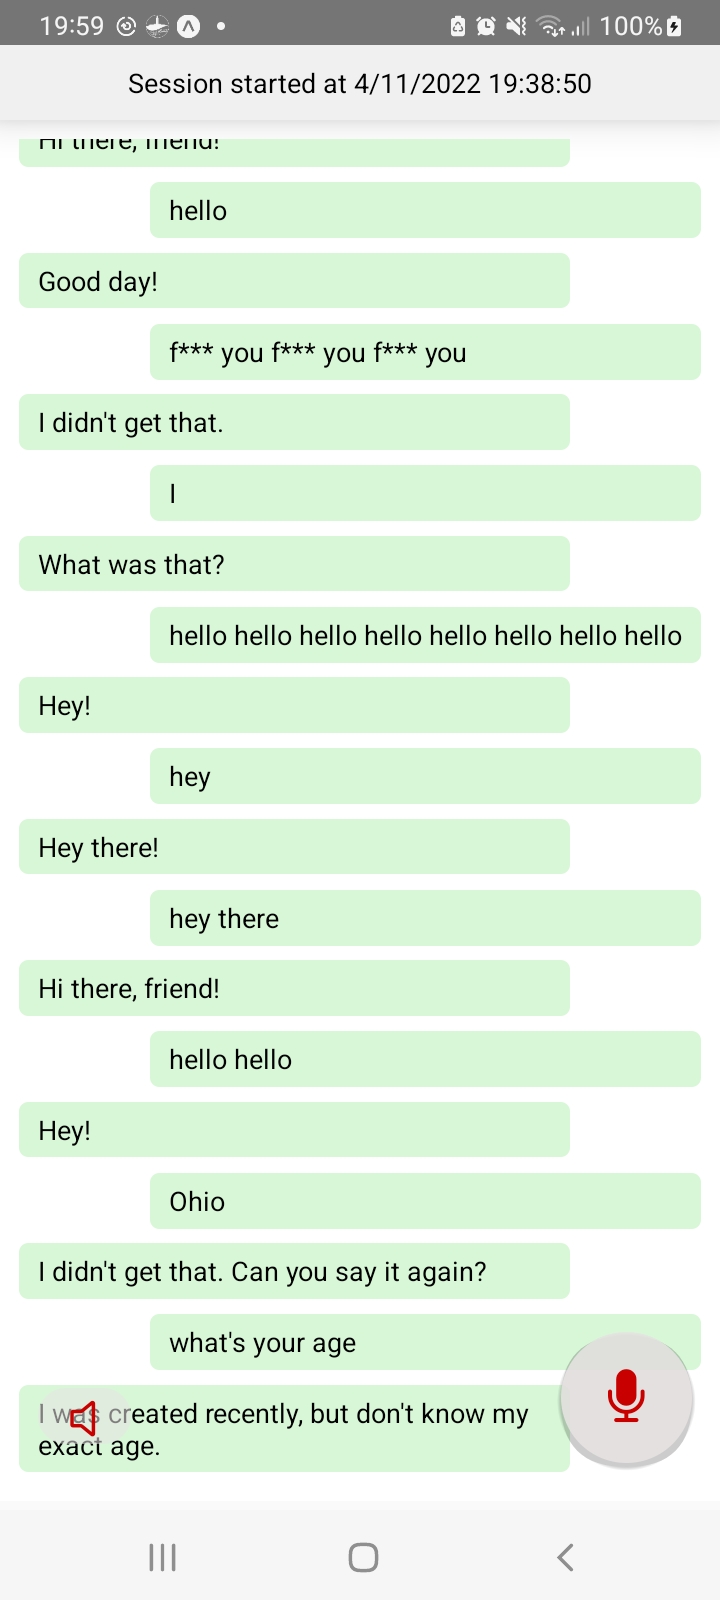 19:59 100%
Session started at 4/11/2022 19:38:50
Hi there, friend!
hello
Good day!
f*** you f*** you f*** you
I didn't get that.
I
What was that?
hello hello hello hello hello hello hello hello
Hey!
hey
Hey there!
hey there
Hi there, friend!
hello hello
Hey!
Ohio
I didn't get that. Can you say it again?
what's your age
I was created recently, but don't know my
exact age.